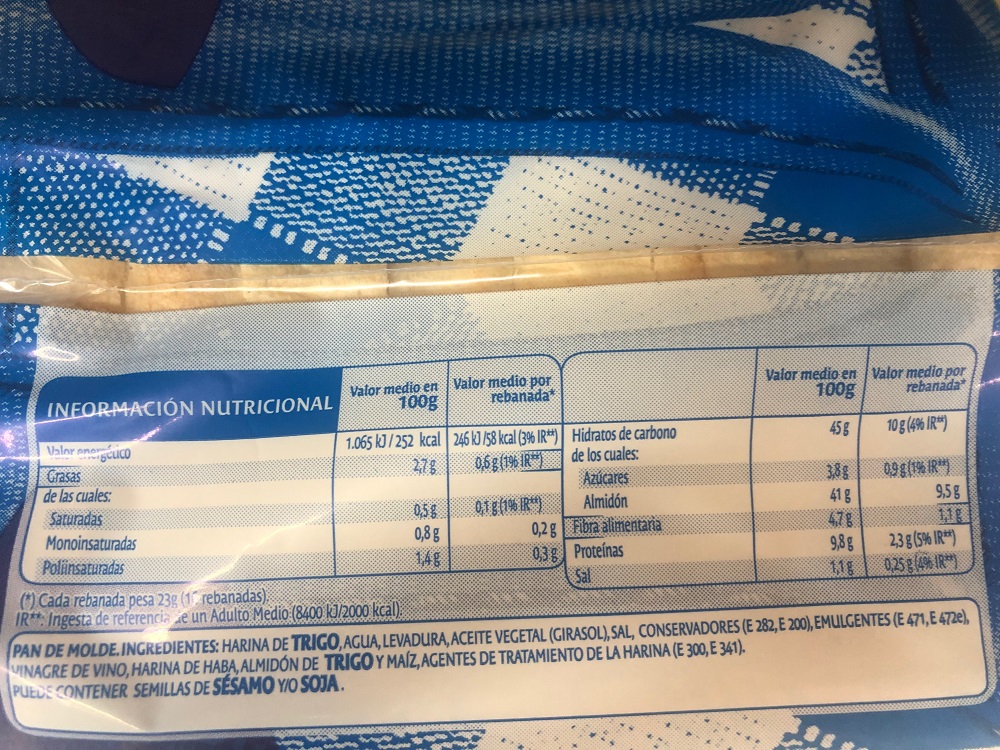 INFORMACIÓN NUTRICIONAL Valor medio en 100g Valor medio por rebanada*
Valor energético 1.065 kJ / 252 kcal 246 kJ /58 kcal (3% IR**)
Grasas 2,7 g 0,6 g (1% IR**)
de las cuales:
Saturadas 0,5 g 0,1 g (1% IR**)
Monoinsaturadas 0,8 g 0,2 g
Poliinsaturadas 1,4 g 0,3 g
Valor medio en 100g Valor medio por rebanada*
Hidratos de carbono 45 g 10 g (4% IR**)
de los cuales:
Azúcares 3,8 g 0,9 g (1% IR**)
Almidón 41 g 9,5 g
Fibra alimentaria 4,7 g 1,1 g
Proteínas 9,8 g 2,3 g (5% IR**)
Sal 1,1 g 0,25 g (4% IR**)
(*) Cada rebanada pesa 23g rebanadas).
IR**: Ingesta de referencia de un Adulto Medio (8400 kJ/2000 kcal).
PAN DE MOLDE. INGREDIENTES: HARINA DE TRIGO, AGUA, LEVADURA, ACEITE VEGETAL (GIRASOL), SAL, CONSERVADORES (E 282, E 200), EMULGENTES (E 471, E 472e),
VINAGRE DE VINO, HARINA DE HABA, ALMIDÓN DE TRIGO Y MAÍZ, AGENTES DE TRATAMIENTO DE LA HARINA (E 300, E 341).
PUEDE CONTENER SEMILLAS DE SÉSAMO Y/O SOJA.